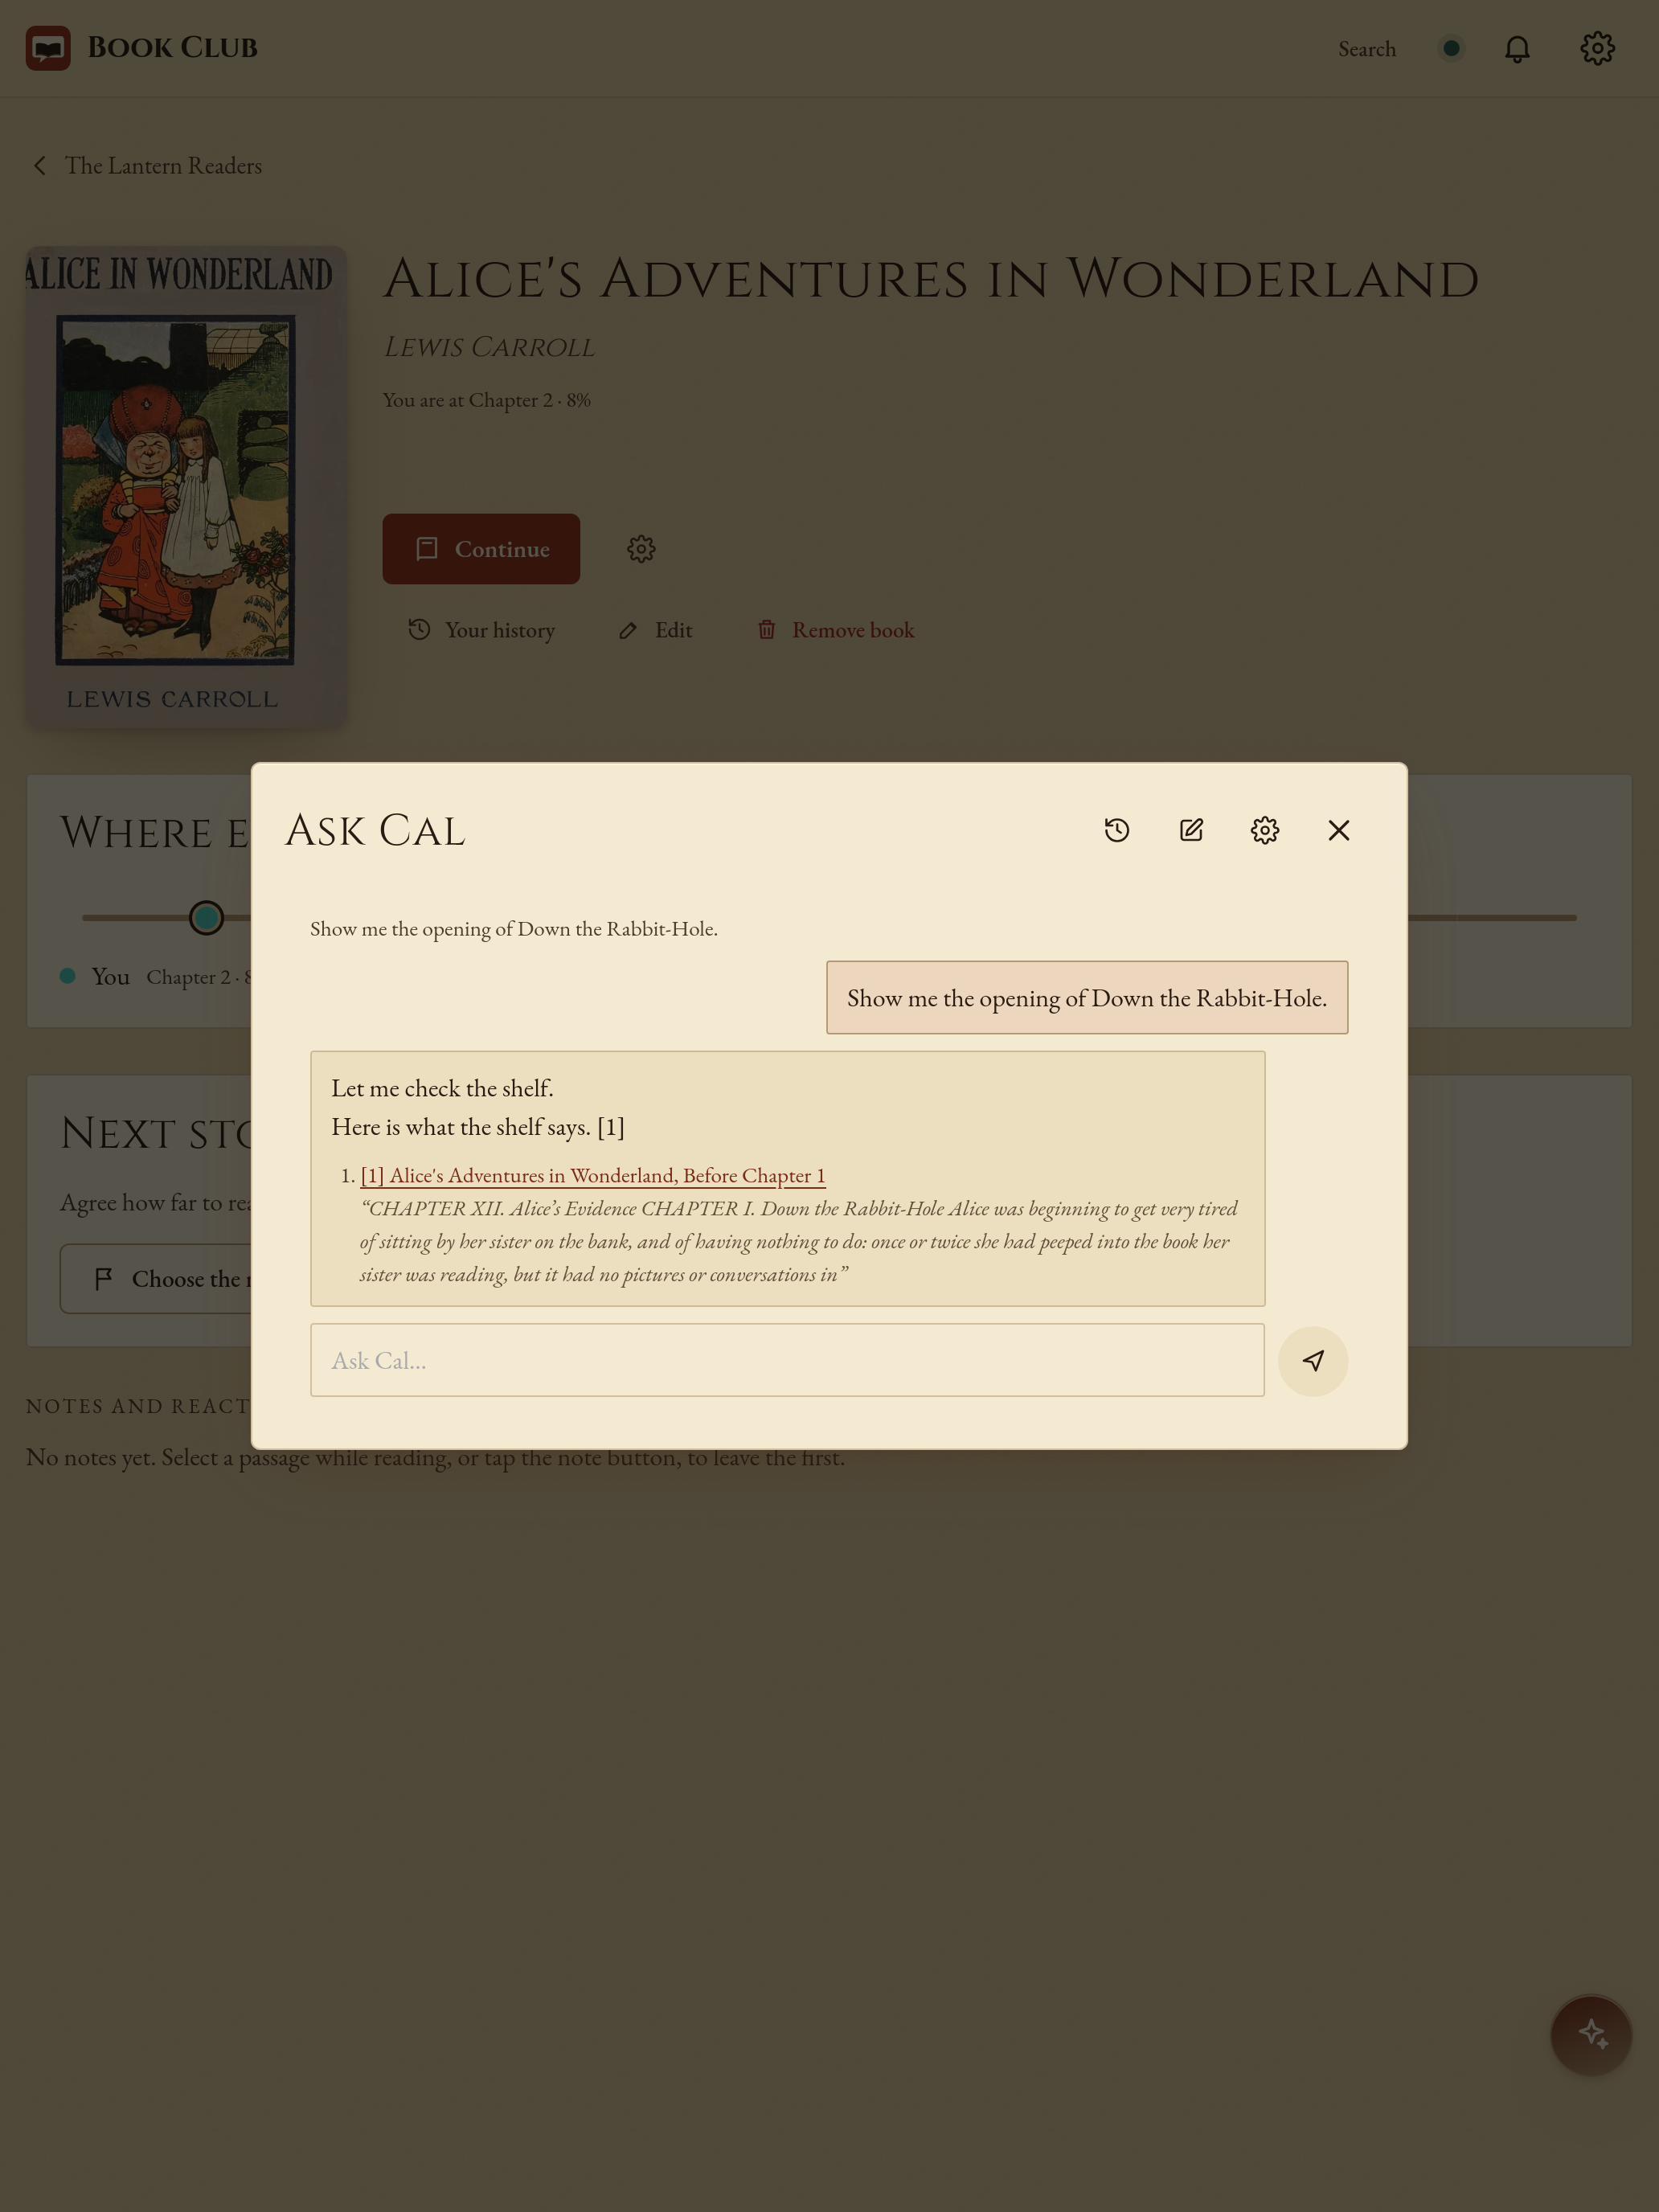 Book Club
Search
The Lantern Readers
ALICE IN WONDERLAND
LEWIS CARROLL
Alice's Adventures in Wonderland
Lewis Carroll
You are at Chapter 2 · 8%
Continue
Your history
Edit
Remove book
Where e
You Chapter 2 · 8
Next sto
Agree how far to rea
Choose the
Ask Cal
Show me the opening of Down the Rabbit-Hole.
Show me the opening of Down the Rabbit-Hole.
Let me check the shelf.
Here is what the shelf says. [1]
1. [1] Alice's Adventures in Wonderland, Before Chapter 1
“CHAPTER XII. Alice’s Evidence CHAPTER I. Down the Rabbit-Hole Alice was beginning to get very tired
of sitting by her sister on the bank, and of having nothing to do: once or twice she had peeped into the book her
sister was reading, but it had no pictures or conversations in”
Ask Cal...
NOTES AND REACT
No notes yet. Select a passage while reading, or tap the note button, to leave the first.